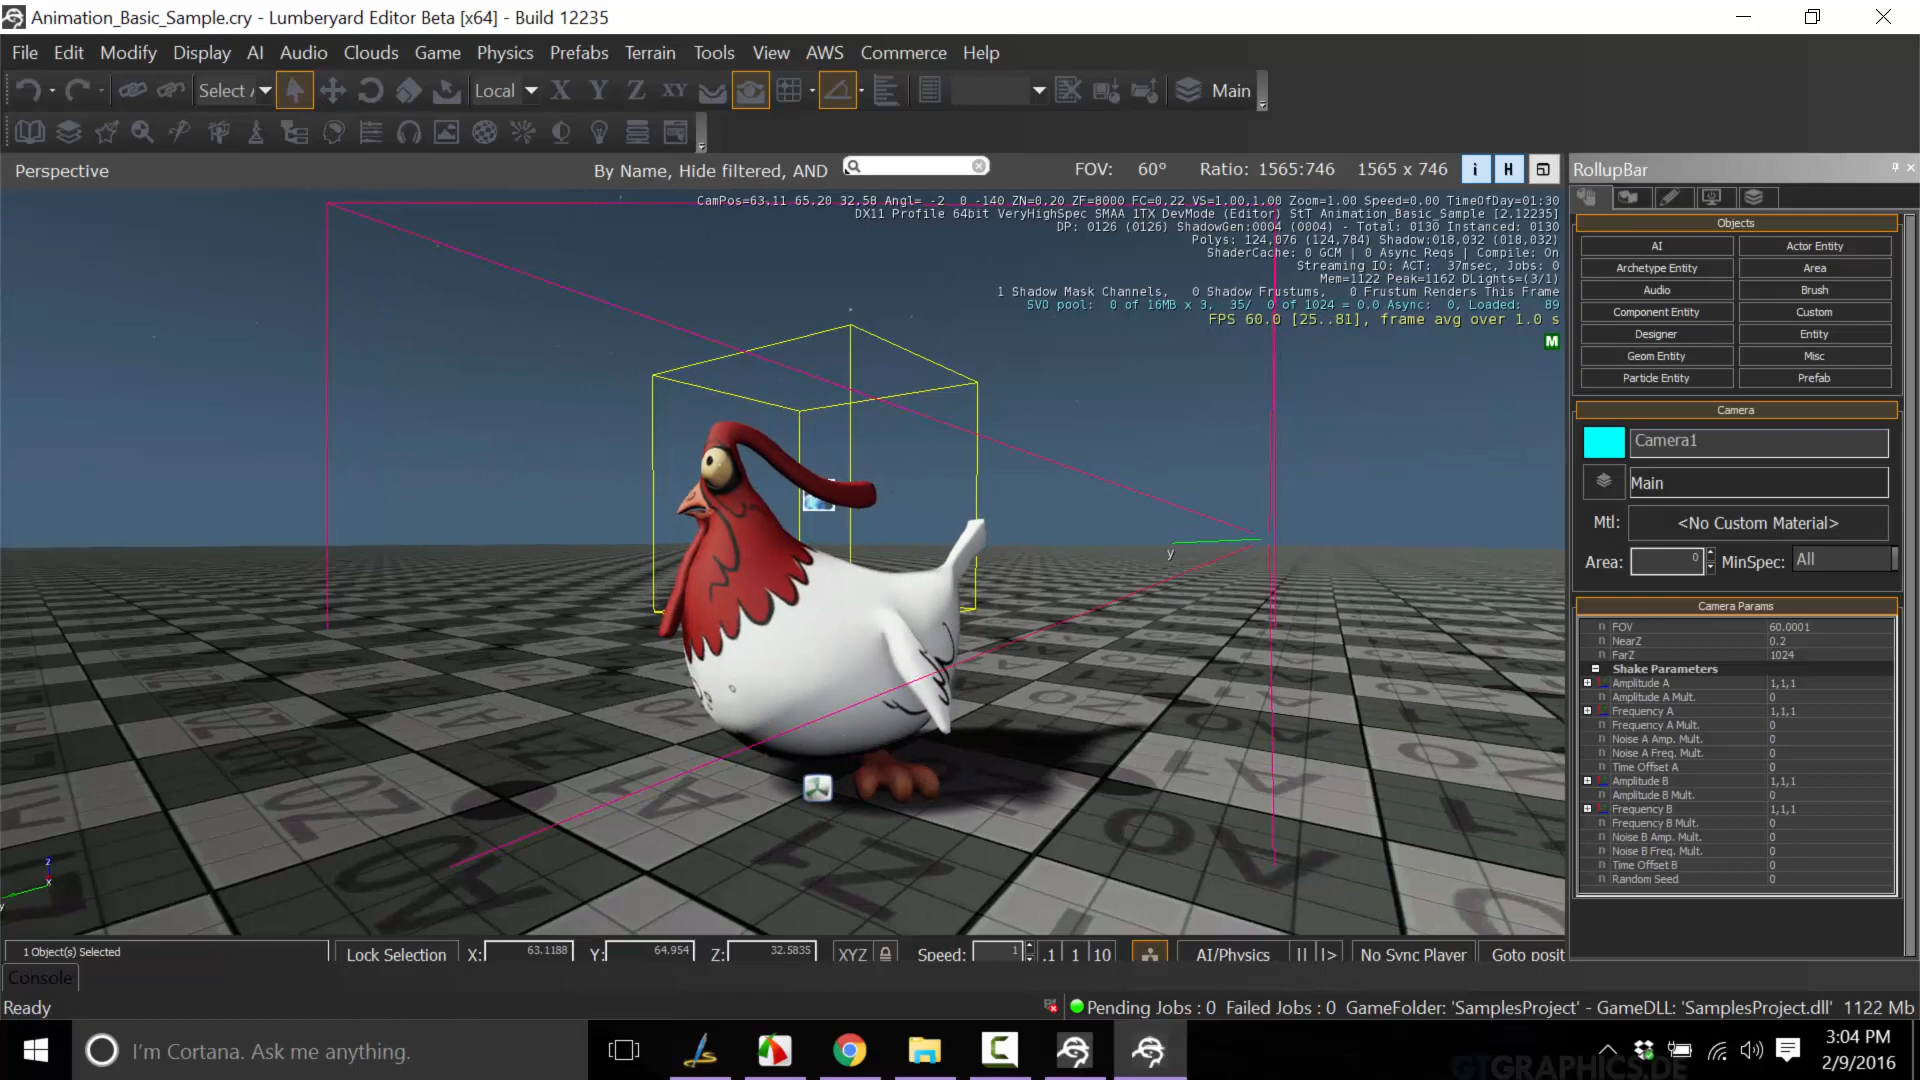 Animation_Basic_Sample.cry - Lumberyard Editor Beta [x64] - Build 12235
File Edit Modify Display AI Audio Clouds Game Physics Prefabs Terrain Tools View AWS Commerce Help
Select Local X Y Z XY Main
Perspective By Name, Hide filtered, AND FOV: 60° Ratio: 1565:746 1565 x 746 i H
CamPos=63.11 65.20 32.58 Angl= -2 0 -140 ZN=0.20 ZF=8000 FC=0.22 VS=1.00,1.00 Zoom=1.00 Speed=0.00 TimeOfDay=01:30
DX11 Profile 64bit VeryHighSpec SMAA 1TX DevMode (Editor) StT Animation_Basic_Sample [2.12235]
DP: 0126 (0126) ShadowGen:0004 (0004) - Total: 0130 Instanced: 0130
Polys: 124,076 (124,784) Shadow:018,032 (018,032)
ShaderCache: 0 GCM | 0 Async Reqs | Compile: On
Streaming IO: ACT: 37msec, Jobs: 0
Mem=1122 Peak=1162 DLights=(3/1)
1 Shadow Mask Channels, 0 Shadow Frustums, 0 Frustum Renders This Frame
SVO pool: 0 of 16MB x 3, 35/ 0 of 1024 = 0.0 Async: 0, Loaded: 89
FPS 60.0 [25..81], frame avg over 1.0 s
M
y
z
x
y
RollupBar
Objects
AI Actor Entity
Archetype Entity Area
Audio Brush
Component Entity Custom
Designer Entity
Geom Entity Misc
Particle Entity Prefab
Camera
Camera1
Main
Mtl: <No Custom Material>
Area: 0 MinSpec: All
Camera Params
FOV 60.0001
NearZ 0.2
FarZ 1024
Shake Parameters
Amplitude A 1,1,1
Amplitude A Mult. 0
Frequency A 1,1,1
Frequency A Mult. 0
Noise A Amp. Mult. 0
Noise A Freq. Mult. 0
Time Offset A 0
Amplitude B 1,1,1
Amplitude B Mult. 0
Frequency B 1,1,1
Frequency B Mult. 0
Noise B Amp. Mult. 0
Noise B Freq. Mult. 0
Time Offset B 0
Random Seed 0
1 Object(s) Selected Lock Selection X: 63.1188 Y: 64.954 Z: 32.5835 XYZ Speed: 1 .1 1 10 AI/Physics No Sync Player Goto posit
Console
Ready Pending Jobs : 0 Failed Jobs : 0 GameFolder: 'SamplesProject' - GameDLL: 'SamplesProject.dll' 1122 Mb
I'm Cortana. Ask me anything. 3:04 PM
2/9/2016
GTGRAPHICS.DE